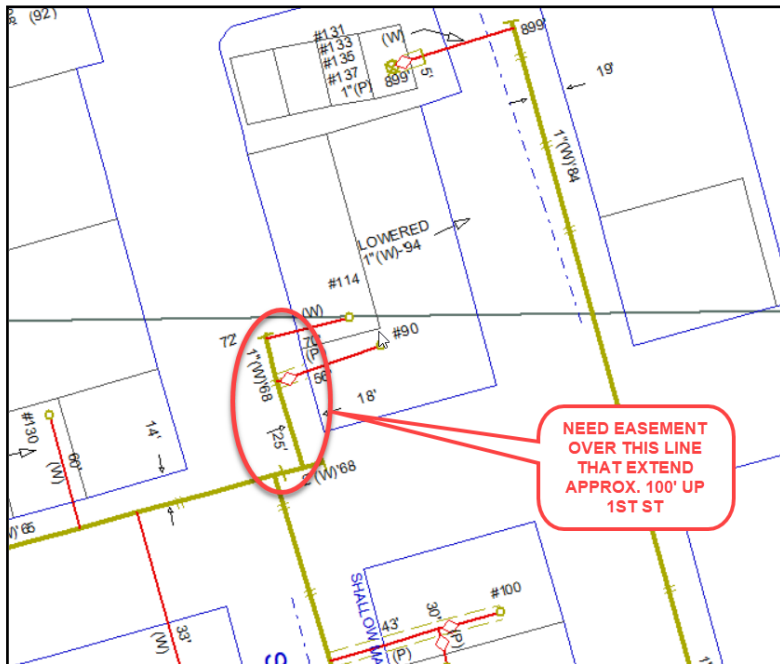 (92)
#131
#133
#135
#137
1"(P)
(W)
899'
899'
5'
19'
1"(W)'84
LOWERED
1"(W)-'94
#114
(W)
72'
#90
(P
56'
1"(W)'68
18'
(25'
2"(W)'68
#130
60'
(W)
14'
W)'65
NEED EASEMENT
OVER THIS LINE
THAT EXTEND
APPROX. 100' UP
1ST ST
33'
(W)
S
SHALLOW MA
43'
30'
#100
(P)
(P)
1"